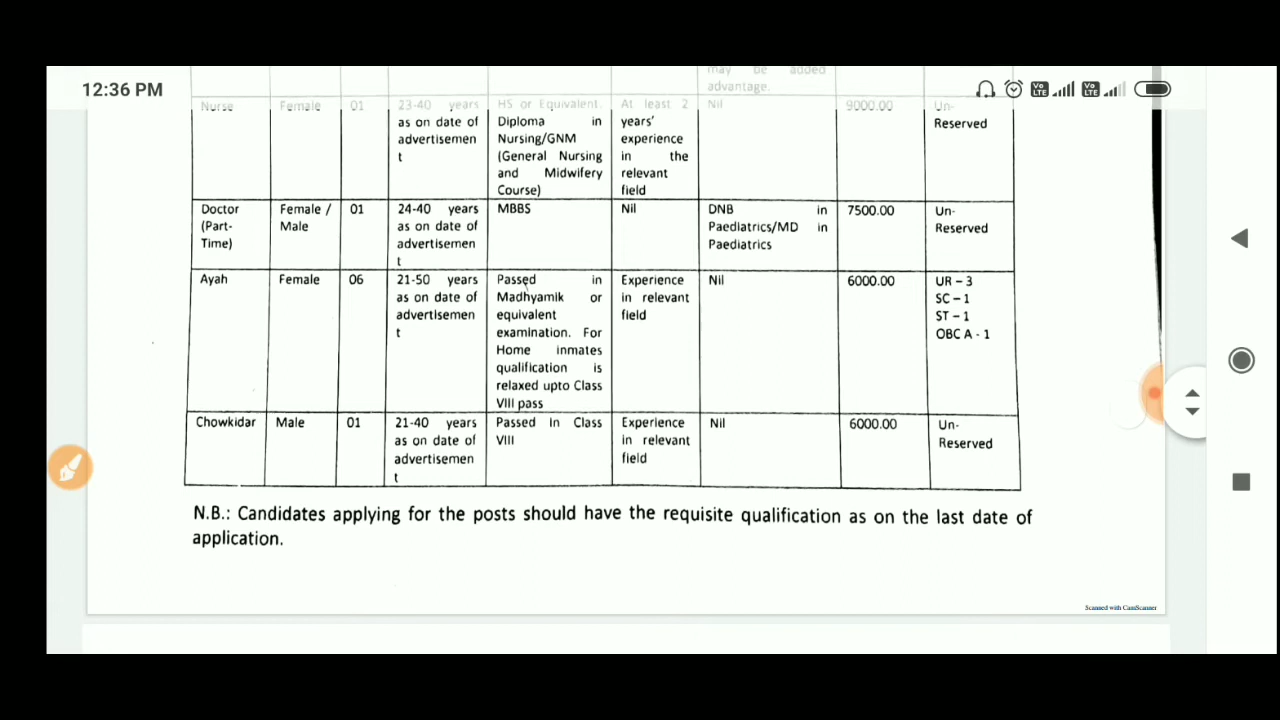 12:36 PM
may be added
advantage.
Nurse Female 01 23-40 years HS or Equivalent. At least 2 Nil 9000.00 Un-
as on date of Diploma in years' Reserved
advertisemen Nursing/GNM experience
t (General Nursing in the
and Midwifery relevant
Course) field
Doctor Female / 01 24-40 years MBBS Nil DNB in 7500.00 Un-
(Part- Male as on date of Paediatrics/MD in Reserved
Time) advertisemen Paediatrics
t
Ayah Female 06 21-50 years Passed in Experience Nil 6000.00 UR – 3
as on date of Madhyamik or in relevant SC – 1
advertisemen equivalent field ST – 1
t examination. For OBC A - 1
Home inmates
qualification is
relaxed upto Class
VIII pass
Chowkidar Male 01 21-40 years Passed In Class Experience Nil 6000.00 Un-
as on date of VIII in relevant Reserved
advertisemen field
t
N.B.: Candidates applying for the posts should have the requisite qualification as on the last date of
application.
Scanned with CamScanner